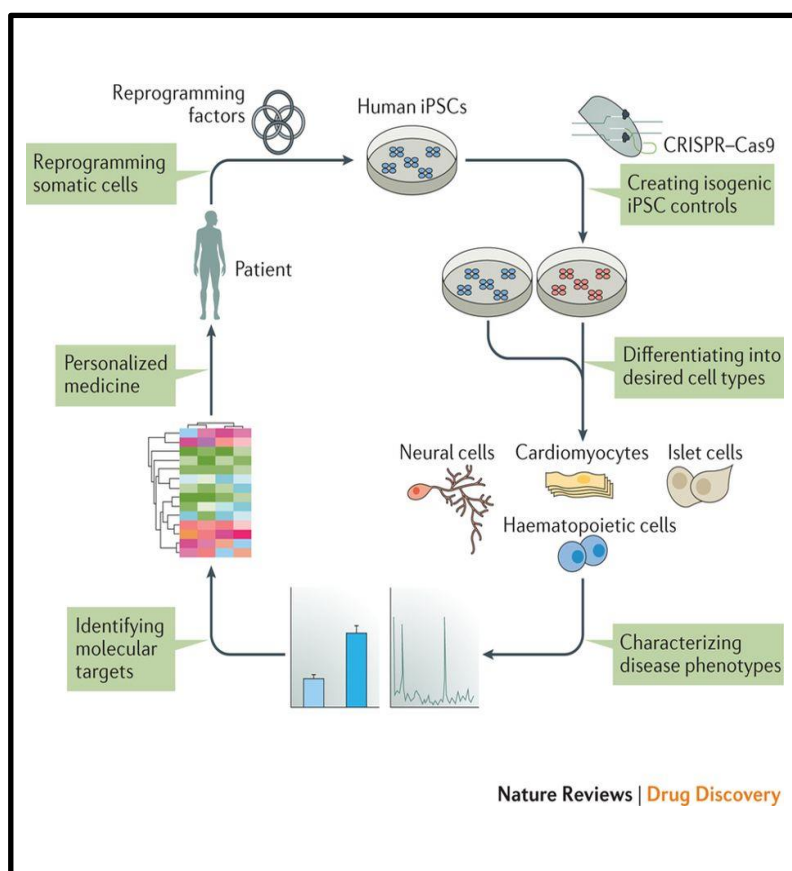 Reprogramming
factors
Human iPSCs
CRISPR–Cas9
Reprogramming
somatic cells
Creating isogenic
iPSC controls
Patient
Personalized
medicine
Differentiating into
desired cell types
Neural cells
Cardiomyocytes
Islet cells
Haematopoietic cells
Identifying
molecular
targets
Characterizing
disease phenotypes
Nature Reviews | Drug Discovery